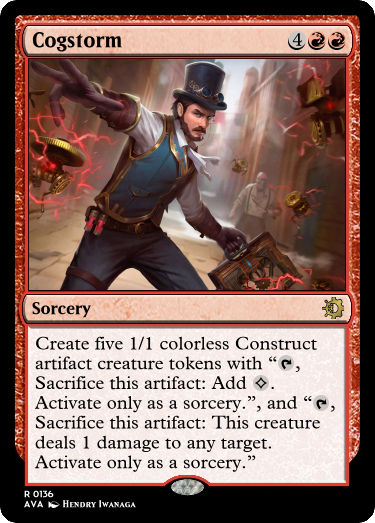 Cogstorm 4
Sorcery
Create five 1/1 colorless Construct
artifact creature tokens with “,
Sacrifice this artifact: Add .
Activate only as a sorcery.”, and “,
Sacrifice this artifact: This creature
deals 1 damage to any target.
Activate only as a sorcery.”
R 0136
AVA Hendry Iwanaga